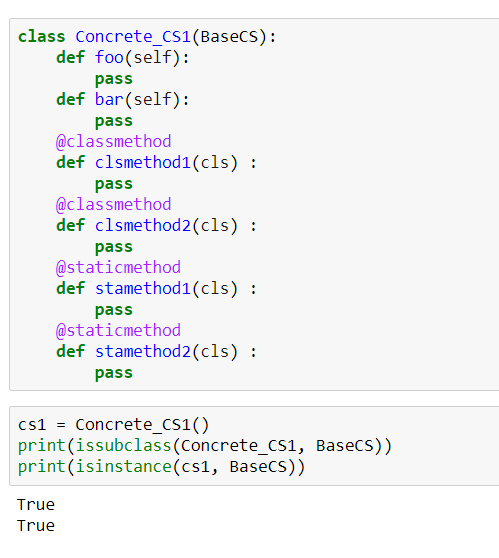 class Concrete_CS1(BaseCS):
    def foo(self):
        pass
    def bar(self):
        pass
    @classmethod
    def clsmethod1(cls) :
        pass
    @classmethod
    def clsmethod2(cls) :
        pass
    @staticmethod
    def stamethod1(cls) :
        pass
    @staticmethod
    def stamethod2(cls) :
        pass
cs1 = Concrete_CS1()
print(issubclass(Concrete_CS1, BaseCS))
print(isinstance(cs1, BaseCS))
True
True